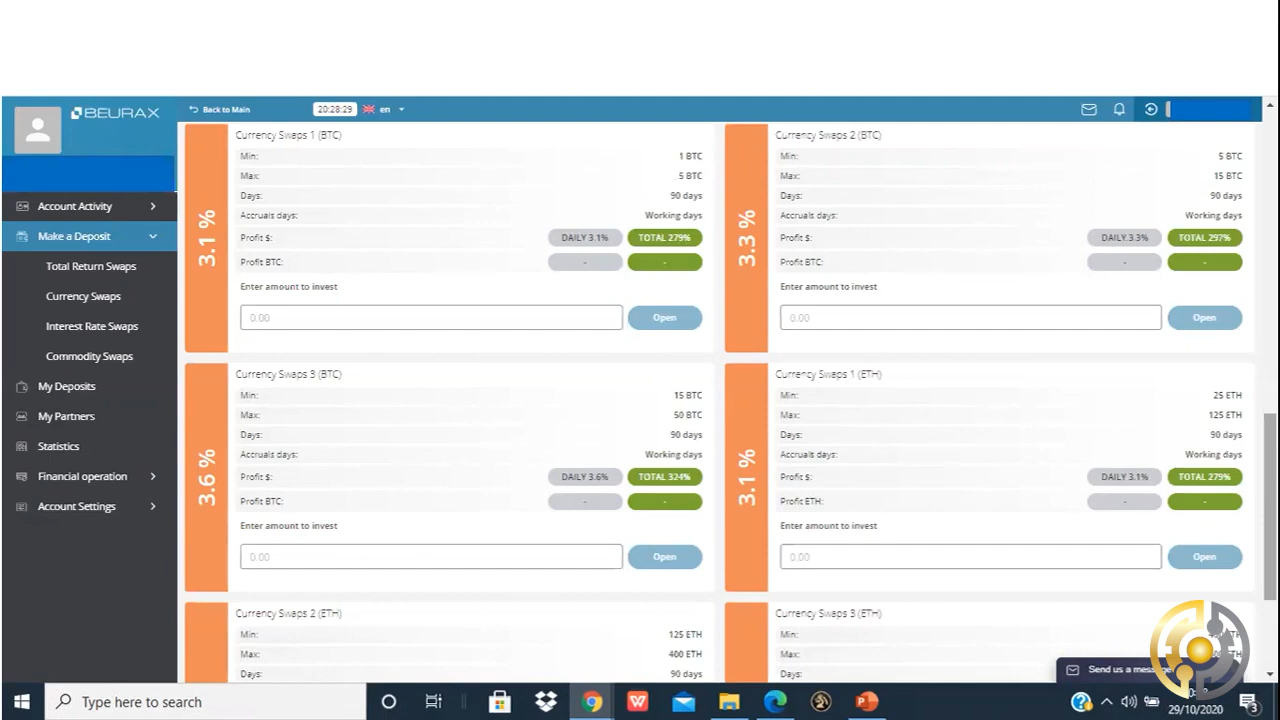 BEURAX
Back to Main
20:28:29
en
Account Activity
Make a Deposit
Total Return Swaps
Currency Swaps
Interest Rate Swaps
Commodity Swaps
My Deposits
My Partners
Statistics
Financial operation
Account Settings
3.1 %
Currency Swaps 1 (BTC)
Min: 1 BTC
Max: 5 BTC
Days: 90 days
Accruals days: Working days
Profit $: DAILY 3.1% TOTAL 279%
Profit BTC: - -
Enter amount to invest
0.00 Open
3.3 %
Currency Swaps 2 (BTC)
Min: 5 BTC
Max: 15 BTC
Days: 90 days
Accruals days: Working days
Profit $: DAILY 3.3% TOTAL 297%
Profit BTC: - -
Enter amount to invest
0.00 Open
3.6 %
Currency Swaps 3 (BTC)
Min: 15 BTC
Max: 50 BTC
Days: 90 days
Accruals days: Working days
Profit $: DAILY 3.6% TOTAL 324%
Profit BTC: - -
Enter amount to invest
0.00 Open
3.1 %
Currency Swaps 1 (ETH)
Min: 25 ETH
Max: 125 ETH
Days: 90 days
Accruals days: Working days
Profit $: DAILY 3.1% TOTAL 279%
Profit ETH: - -
Enter amount to invest
0.00 Open
Currency Swaps 2 (ETH)
Min: 125 ETH
Max: 400 ETH
Days: 90 days
Currency Swaps 3 (ETH)
Min:
Max:
Days:
Send us a message
Type here to search
29/10/2020
3